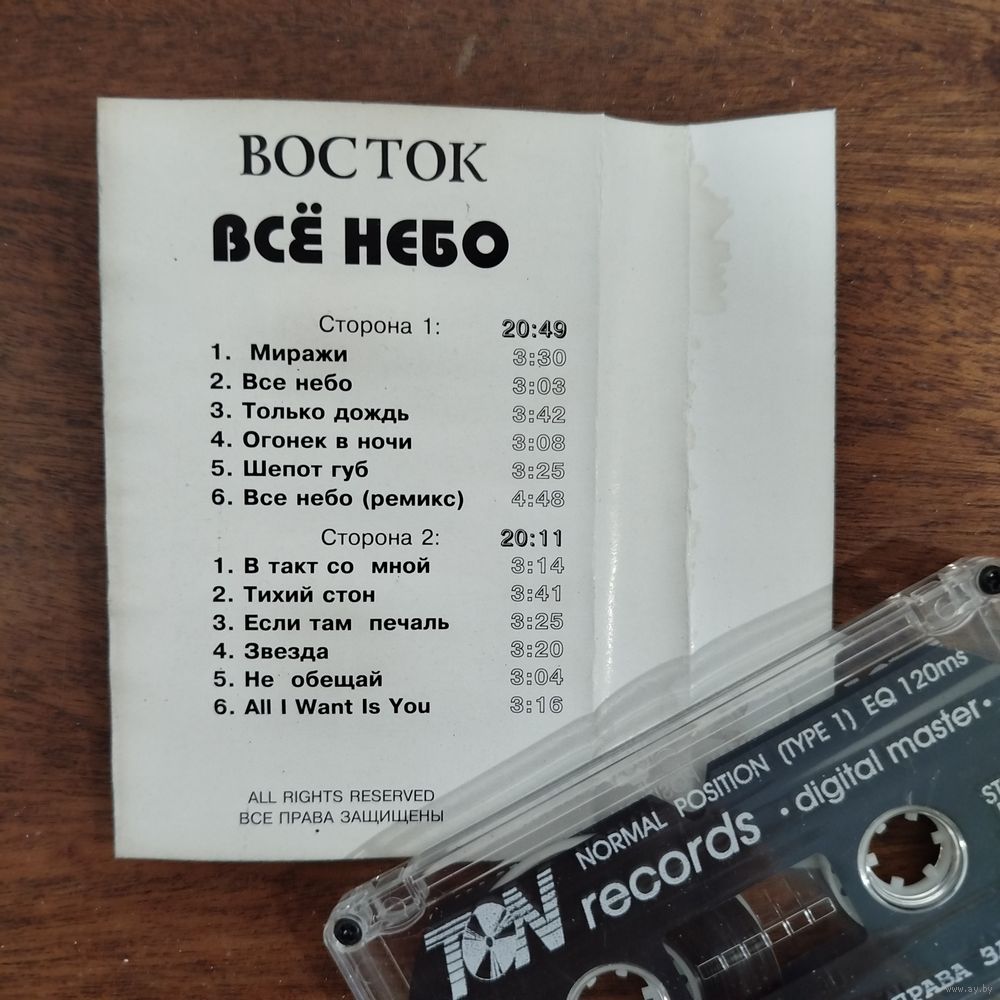 ВОСТОК
ВСЁ НЕБО
Сторона 1: 20:49
1. Миражи 3:30
2. Все небо 3:03
3. Только дождь 3:42
4. Огонек в ночи 3:08
5. Шепот губ 3:25
6. Все небо (ремикс) 4:48
Сторона 2: 20:11
1. В такт со мной 3:14
2. Тихий стон 3:41
3. Если там печаль 3:25
4. Звезда 3:20
5. Не обещай 3:04
6. All I Want Is You 3:16
ALL RIGHTS RESERVED
ВСЕ ПРАВА ЗАЩИЩЕНЫ
NORMAL POSITION (TYPE 1) EQ 120ms
TON records · digital master ·
www.ay.by